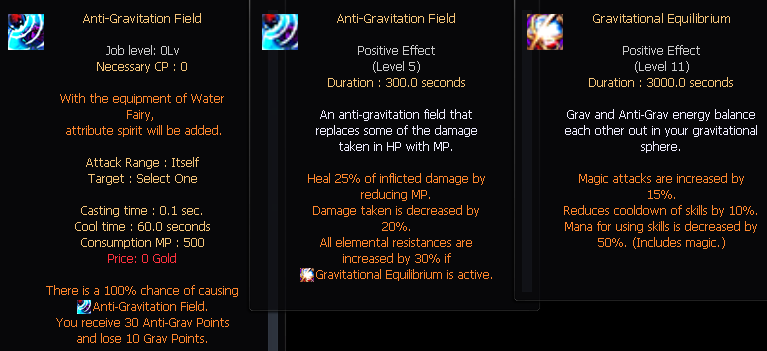 Anti-Gravitation Field
Job level: 0Lv
Necessary CP : 0
With the equipment of Water
Fairy,
attribute spirit will be added.
Attack Range : Itself
Target : Select One
Casting time : 0.1 sec.
Cool time : 60.0 seconds
Consumption MP : 500
Price: 0 Gold
There is a 100% chance of causing
Anti-Gravitation Field.
You receive 30 Anti-Grav Points
and lose 10 Grav Points.
Anti-Gravitation Field
Positive Effect
(Level 5)
Duration : 300.0 seconds
An anti-gravitation field that
replaces some of the damage
taken in HP with MP.
Heal 25% of inflicted damage by
reducing MP.
Damage taken is decreased by
20%.
All elemental resistances are
increased by 30% if
Gravitational Equilibrium is active.
Gravitational Equilibrium
Positive Effect
(Level 11)
Duration : 3000.0 seconds
Grav and Anti-Grav energy balance
each other out in your gravitational
sphere.
Magic attacks are increased by
15%.
Reduces cooldown of skills by 10%.
Mana for using skills is decreased by
50%. (Includes magic.)